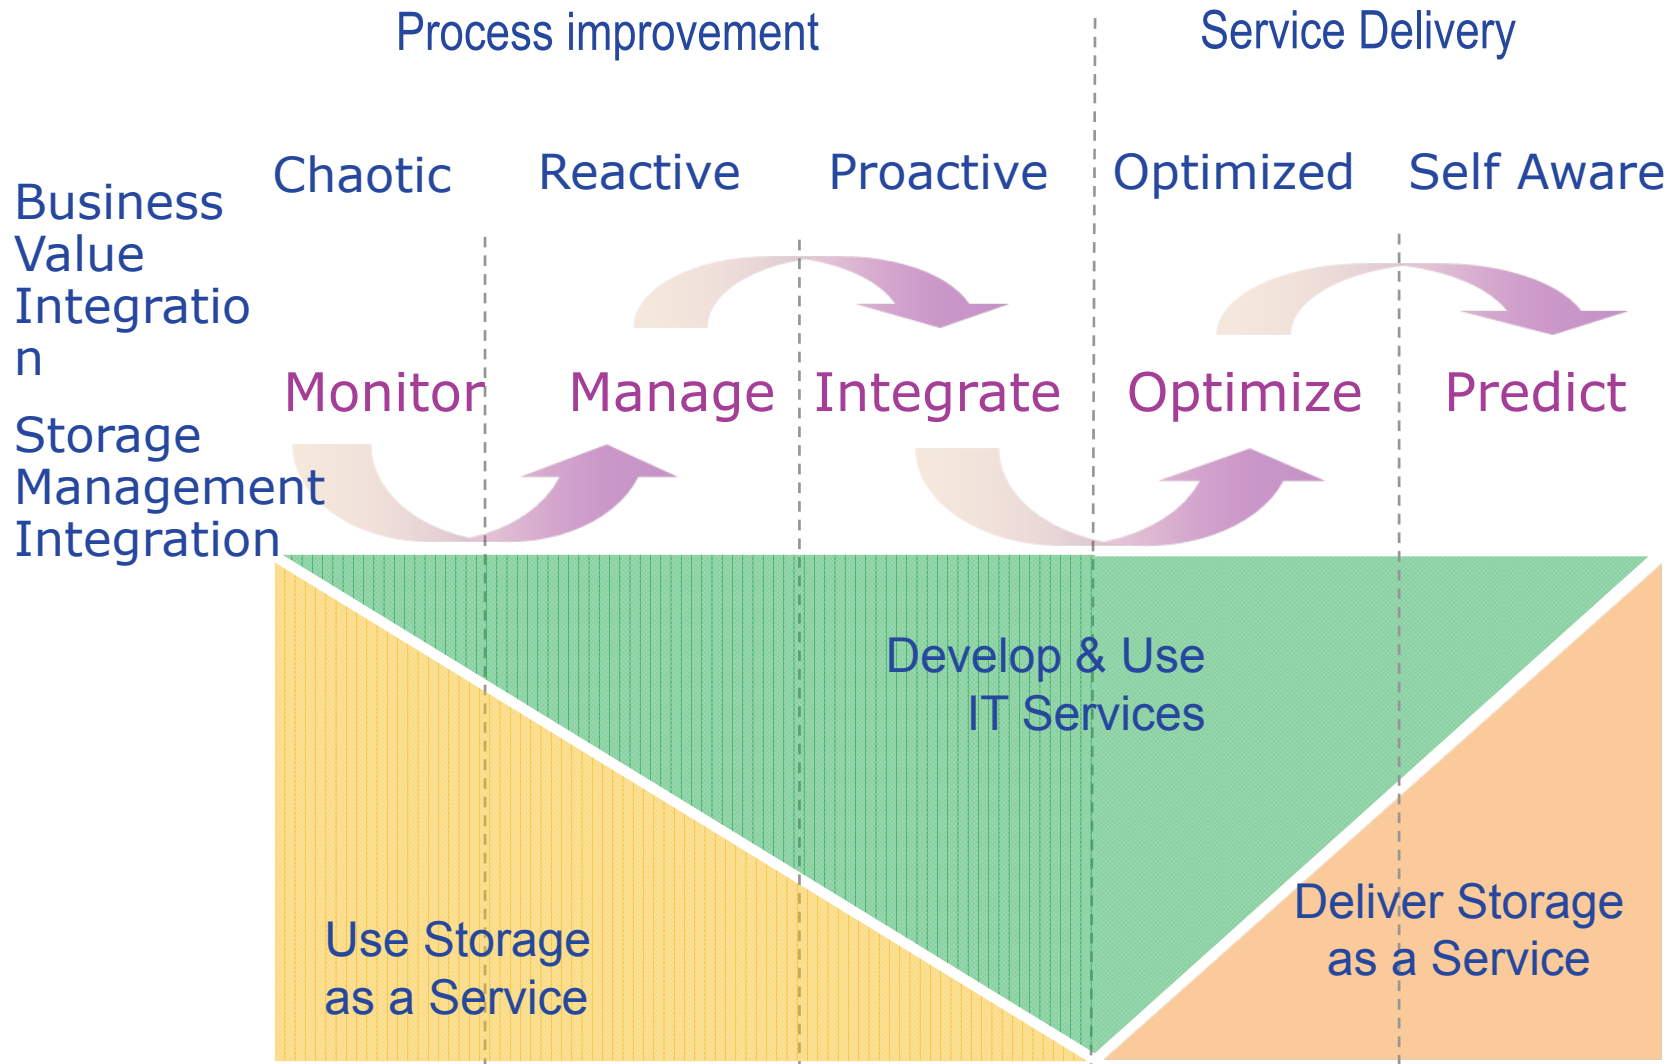 Process improvement
Service Delivery
Chaotic
Reactive
Proactive
Optimized
Self Aware
Business
Value
Integratio
n
Monitor
Manage
Integrate
Optimize
Predict
Storage
Management
Integration
Develop & Use
IT Services
Use Storage
as a Service
Deliver Storage
as a Service